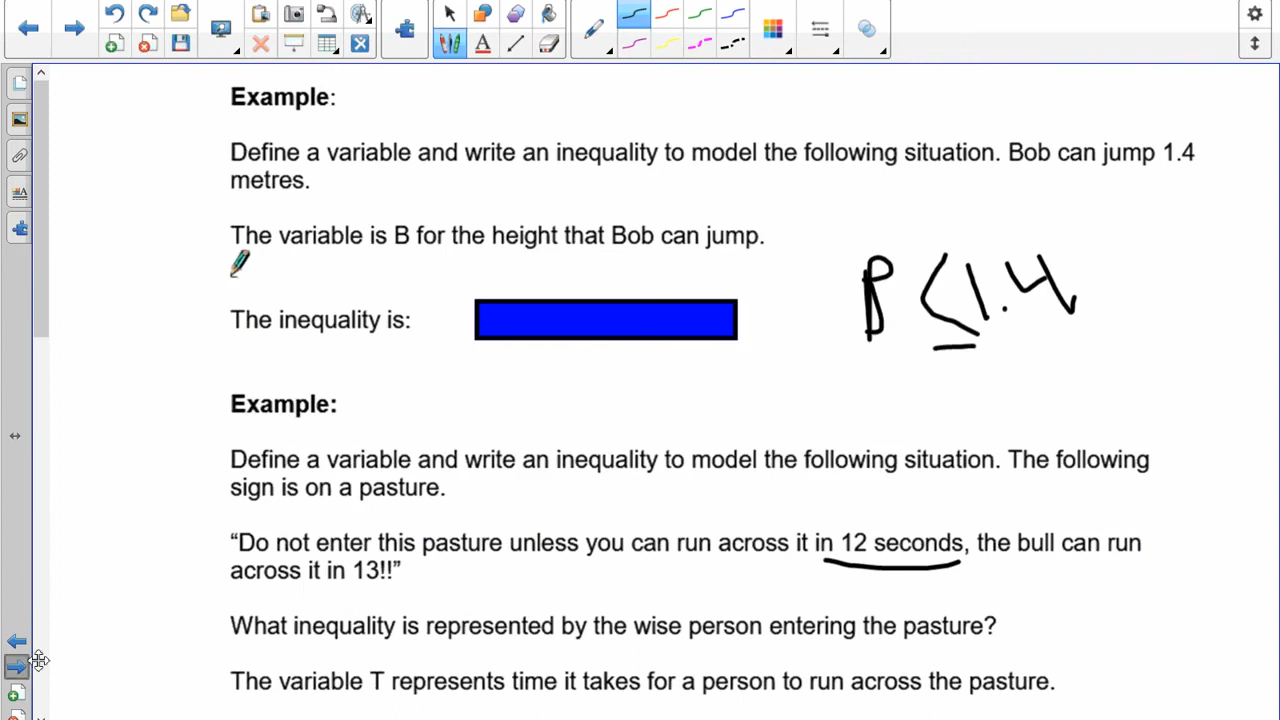 Example:
Define a variable and write an inequality to model the following situation. Bob can jump 1.4
metres.
The variable is B for the height that Bob can jump.
The inequality is:
B ≤ 1.4
Example:
Define a variable and write an inequality to model the following situation. The following
sign is on a pasture.
“Do not enter this pasture unless you can run across it in 12 seconds, the bull can run
across it in 13!!”
What inequality is represented by the wise person entering the pasture?
The variable T represents time it takes for a person to run across the pasture.